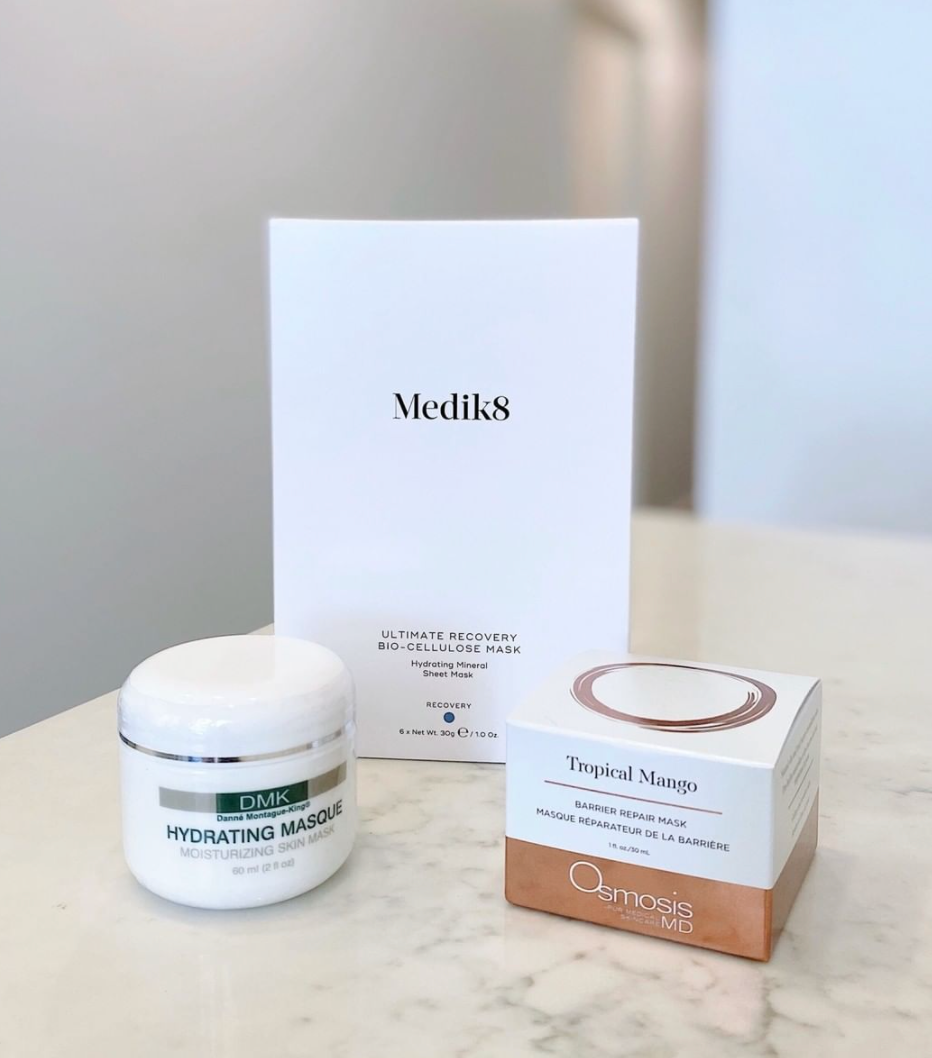 Medik8
ULTIMATE RECOVERY
BIO-CELLULOSE MASK
Hydrating Mineral
Sheet Mask
RECOVERY
6 x Net Wt. 30g ℮ / 1.0 Oz.
DMK
Danné Montague-King®
HYDRATING MASQUE
MOISTURIZING SKIN MASK
60 ml (2 fl oz)
Tropical Mango
BARRIER REPAIR MASK
MASQUE RÉPARATEUR DE LA BARRIÈRE
1 fl. oz./30 mL
Osmosis
MEDICAL
SKINCARE
MD